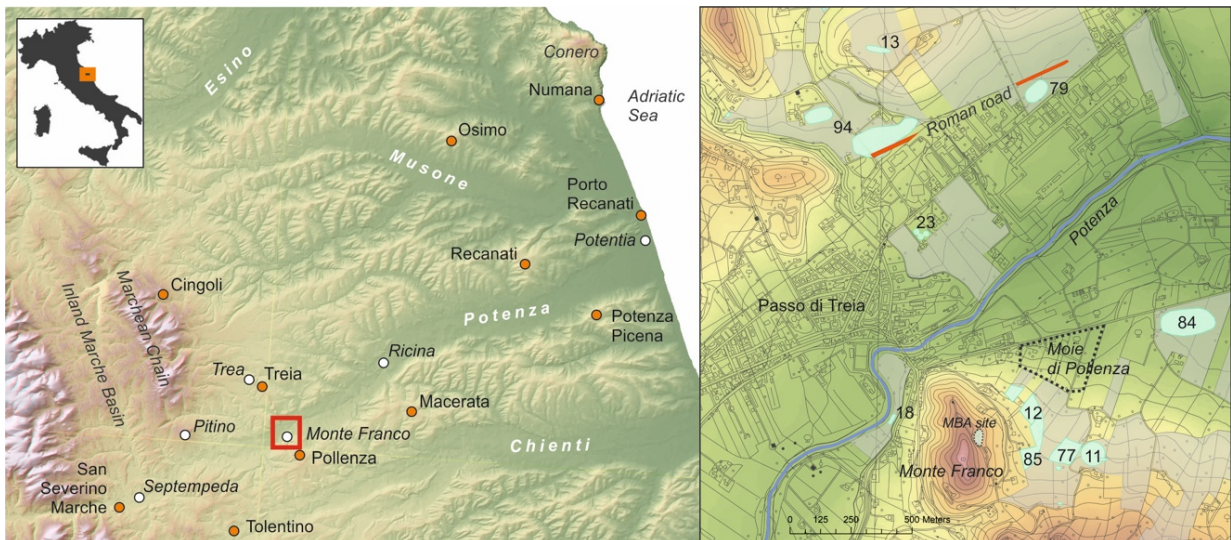 Esino
Conero
Numana
Adriatic
Sea
Osimo
Musone
Porto
Recanati
Potentia
Recanati
Cingoli
Marchean Chain
Inland Marche Basin
Potenza
Potenza
Picena
Ricina
Trea
Treia
Macerata
Pitino
Monte Franco
Chienti
Pollenza
San
Severino
Marche
Septempeda
Tolentino
13
79
Roman road
94
23
Potenza
Passo di Treia
84
Moie
di Pollenza
18
12
MBA site
77
11
85
Monte Franco
0 125 250 500 Meters